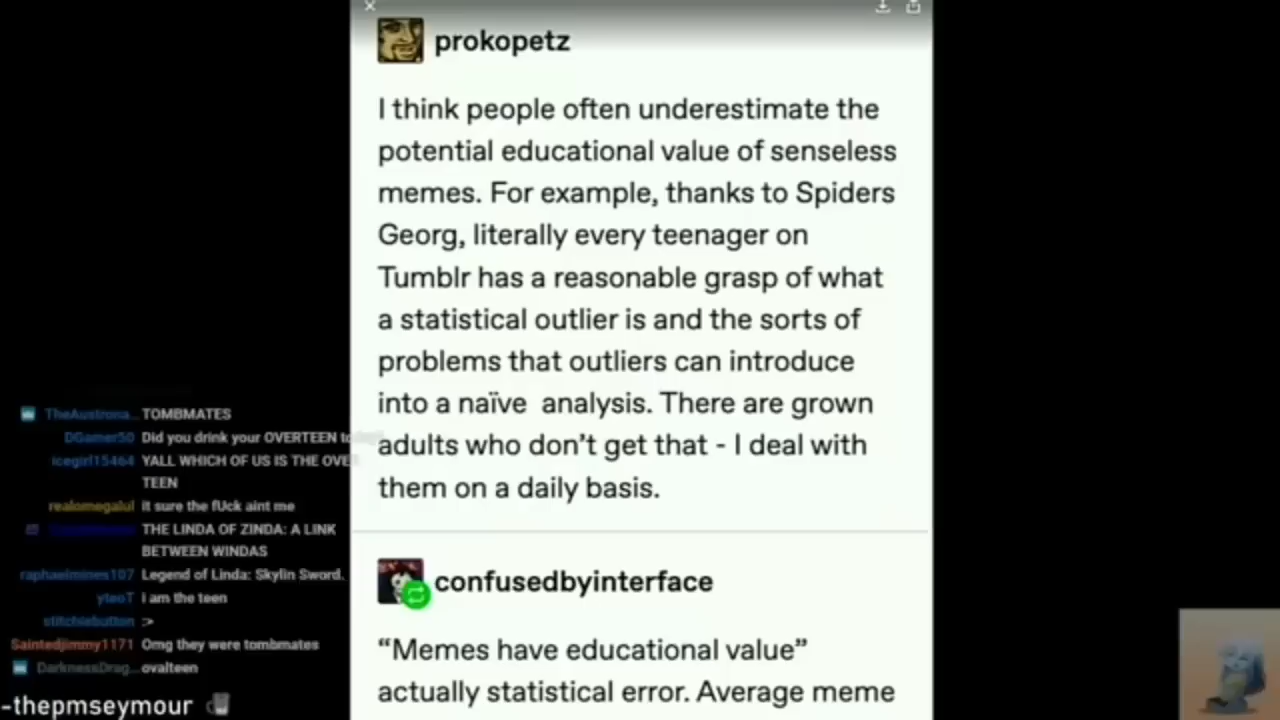 prokopetz
I think people often underestimate the
potential educational value of senseless
memes. For example, thanks to Spiders
Georg, literally every teenager on
Tumblr has a reasonable grasp of what
a statistical outlier is and the sorts of
problems that outliers can introduce
into a naïve  analysis. There are grown
adults who don’t get that - I deal with
them on a daily basis.
confusedbyinterface
“Memes have educational value”
actually statistical error. Average meme
TheAustrona... TOMBMATES
DGamer50 Did you drink your OVERTEEN
icegirl15464 YALL WHICH OF US IS THE OVER
TEEN
realomegalul it sure the fUck aint me
THE LINDA OF ZINDA: A LINK
BETWEEN WINDAS
raphaelmines107 Legend of Linda: Skylin Sword.
yteoT I am the teen
stitchiebutton :>
Saintedjimmy1171 Omg they were tombmates
DarknessDrag... ovalteen
-thepmseymour